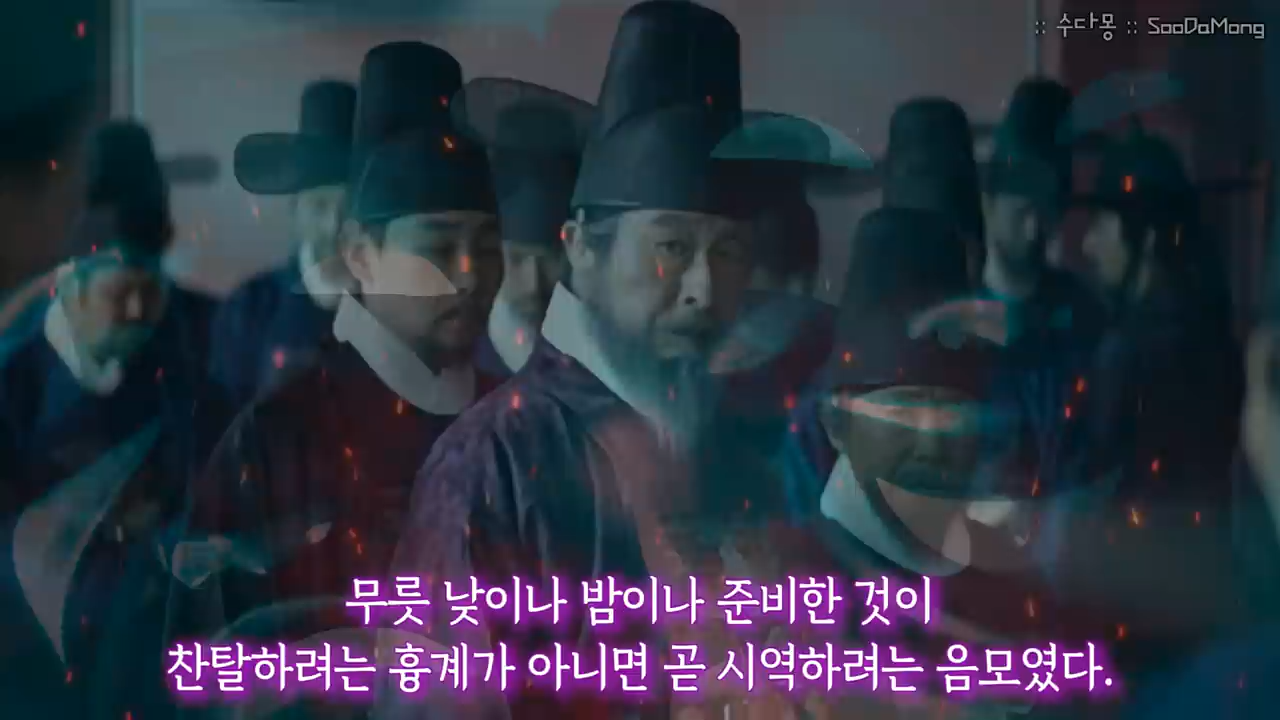 :: 수다몽 :: SooDaMong
무릇 낮이나 밤이나 준비한 것이
찬탈하려는 흉계가 아니면 곧 시역하려는 음모였다.